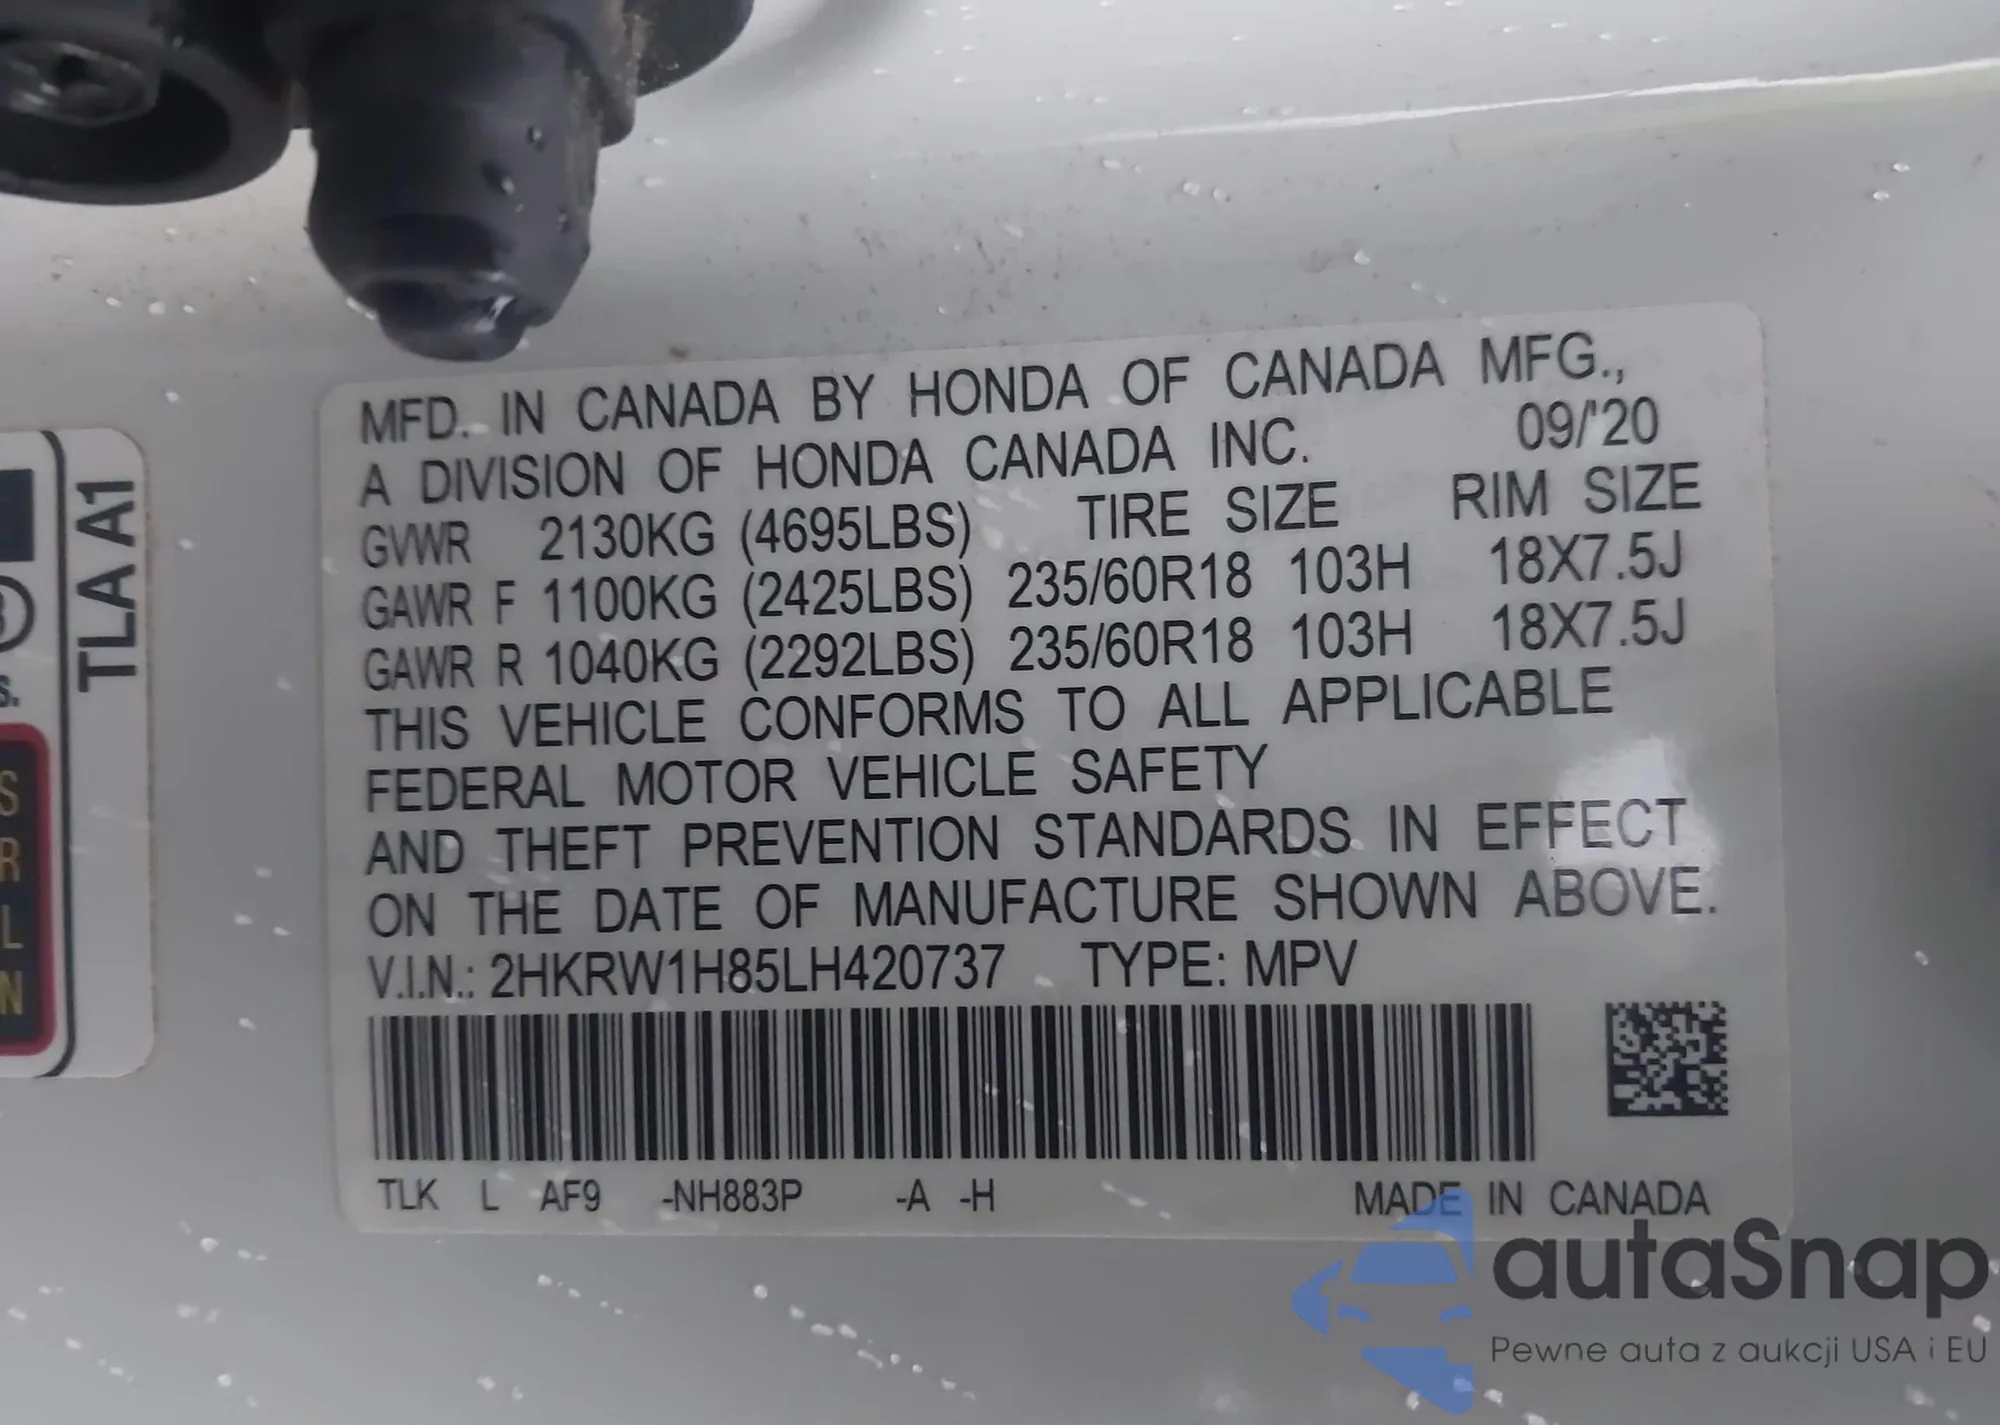 TLA A1
S.
S
R
L
N
MFD. IN CANADA BY HONDA OF CANADA MFG.,
A DIVISION OF HONDA CANADA INC. 09/'20
GVWR 2130KG (4695LBS) TIRE SIZE RIM SIZE
GAWR F 1100KG (2425LBS) 235/60R18 103H 18X7.5J
GAWR R 1040KG (2292LBS) 235/60R18 103H 18X7.5J
THIS VEHICLE CONFORMS TO ALL APPLICABLE
FEDERAL MOTOR VEHICLE SAFETY
AND THEFT PREVENTION STANDARDS IN EFFECT
ON THE DATE OF MANUFACTURE SHOWN ABOVE.
V.I.N.: 2HKRW1H85LH420737 TYPE: MPV
TLK L AF9 -NH883P -A -H MADE IN CANADA
autaSnap
Pewne auta z aukcji USA i EU